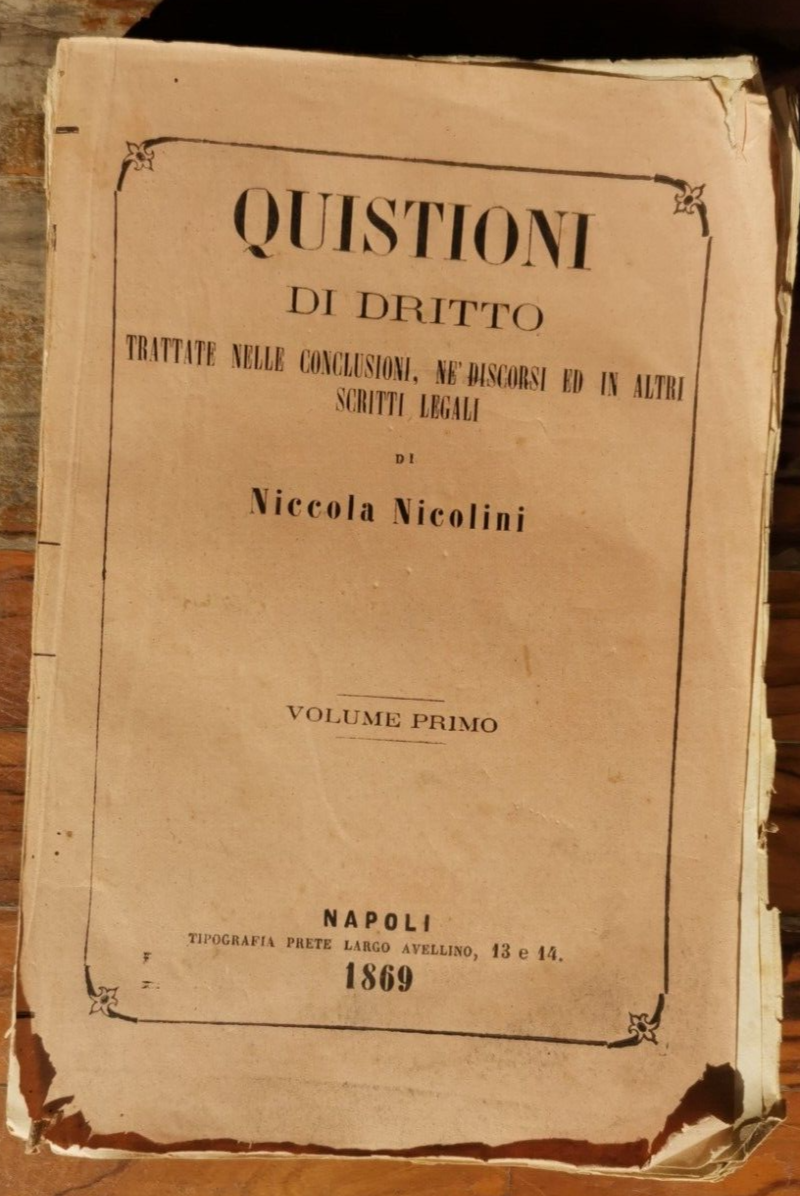 QUISTIONI
DI DRITTO
TRATTATE NELLE CONCLUSIONI, NE' DISCORSI ED IN ALTRI
SCRITTI LEGALI
DI
Niccola Nicolini
VOLUME PRIMO
NAPOLI
TIPOGRAFIA PRETE LARGO AVELLINO, 13 e 14.
1869